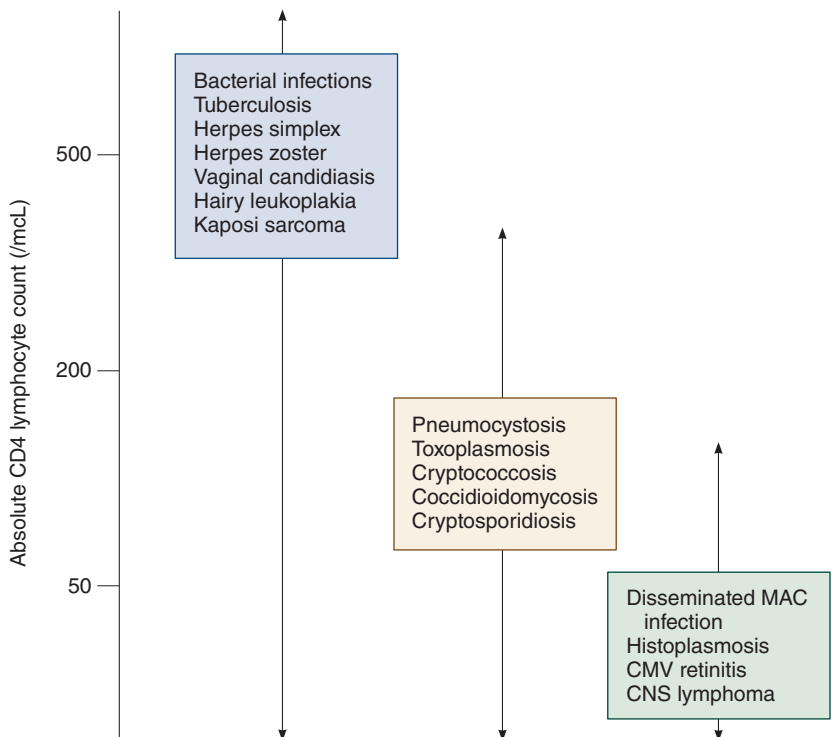 Absolute CD4 lymphocyte count (/mcL)
500
200
50
Bacterial infections
Tuberculosis
Herpes simplex
Herpes zoster
Vaginal candidiasis
Hairy leukoplakia
Kaposi sarcoma
Pneumocystosis
Toxoplasmosis
Cryptococcosis
Coccidioidomycosis
Cryptosporidiosis
Disseminated MAC
infection
Histoplasmosis
CMV retinitis
CNS lymphoma